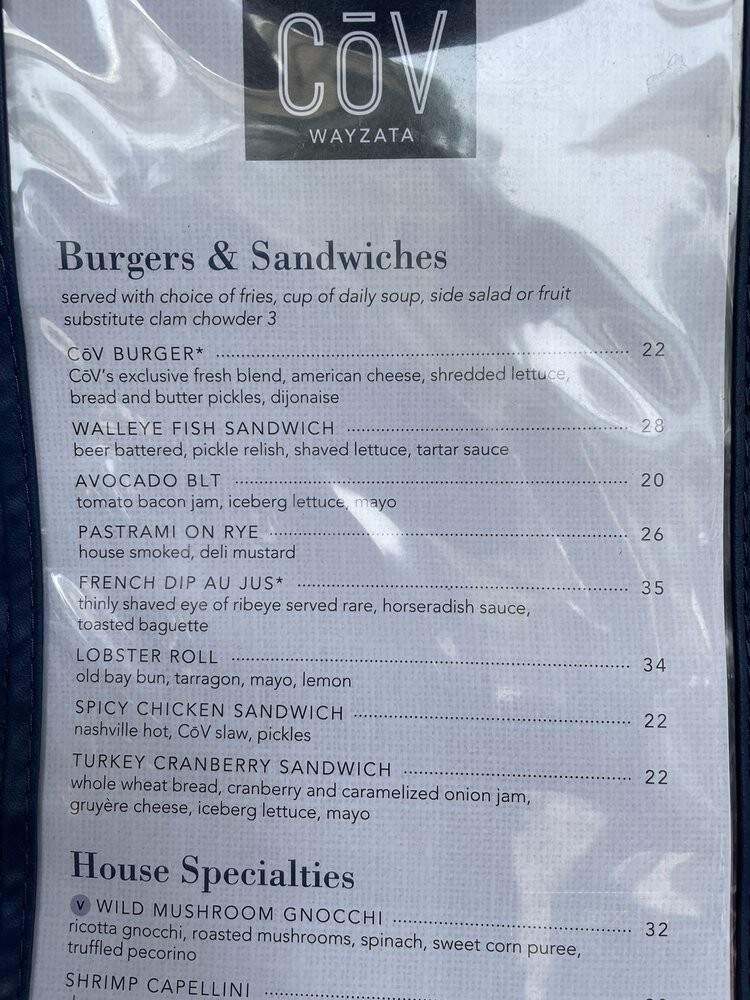 CōV
WAYZATA
Burgers & Sandwiches
served with choice of fries, cup of daily soup, side salad or fruit
substitute clam chowder 3
CōV BURGER* 22
CōV's exclusive fresh blend, american cheese, shredded lettuce,
bread and butter pickles, dijonaise
WALLEYE FISH SANDWICH 28
beer battered, pickle relish, shaved lettuce, tartar sauce
AVOCADO BLT 20
tomato bacon jam, iceberg lettuce, mayo
PASTRAMI ON RYE 26
house smoked, deli mustard
FRENCH DIP AU JUS* 35
thinly shaved eye of ribeye served rare, horseradish sauce,
toasted baguette
LOBSTER ROLL 34
old bay bun, tarragon, mayo, lemon
SPICY CHICKEN SANDWICH 22
nashville hot, CōV slaw, pickles
TURKEY CRANBERRY SANDWICH 22
whole wheat bread, cranberry and caramelized onion jam,
gruyère cheese, iceberg lettuce, mayo
House Specialties
V WILD MUSHROOM GNOCCHI 32
ricotta gnocchi, roasted mushrooms, spinach, sweet corn puree,
truffled pecorino
SHRIMP CAPELLINI